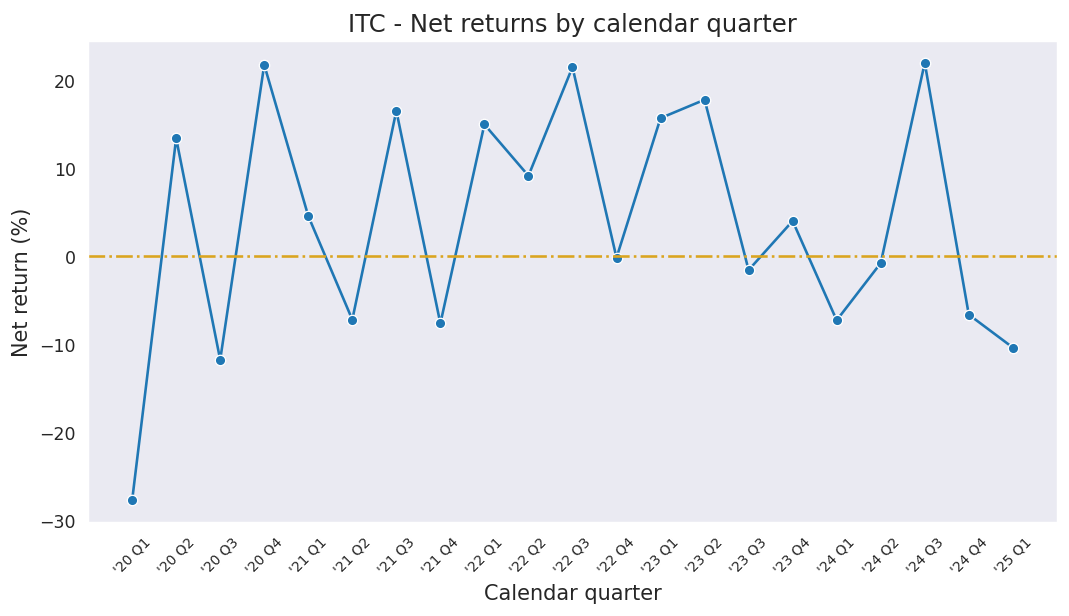 ITC - Net returns by calendar quarter
Net return (%)
20
10
0
−10
−20
−30
'20 Q1
'20 Q2
'20 Q3
'20 Q4
'21 Q1
'21 Q2
'21 Q3
'21 Q4
'22 Q1
'22 Q2
'22 Q3
'22 Q4
'23 Q1
'23 Q2
'23 Q3
'23 Q4
'24 Q1
'24 Q2
'24 Q3
'24 Q4
'25 Q1
Calendar quarter